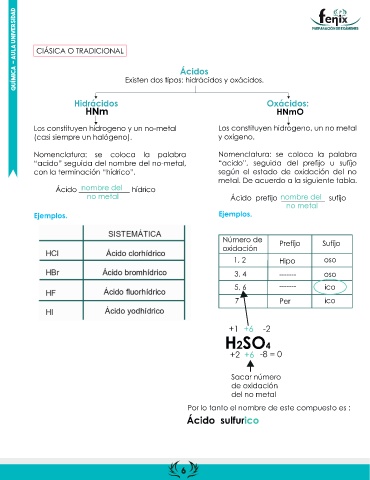 QUÍMICA – AULA UNIVERSIDAD
fenix
PREPARACIÓN DE EXÁMENES
CLÁSICA O TRADICIONAL
Ácidos
Existen dos tipos: hidrácidos y oxácidos.
Hidrácidos
HNm
Los constituyen hidrogeno y un no-metal
(casi siempre un halógeno).
Nomenclatura: se coloca la palabra
“acido” seguida del nombre del no-metal,
con la terminación “hídrico”.
Ácido nombre del no metal hídrico
Ejemplos.
SISTEMÁTICA
HCl Ácido clorhídrico
HBr Ácido bromhídrico
HF Ácido fluorhídrico
HI Ácido yodhídrico
Oxácidos:
HNmO
Los constituyen hidrogeno, un no metal
y oxigeno.
Nomenclatura: se coloca la palabra
“acido”, seguida del prefijo u sufijo
según el estado de oxidación del no
metal. De acuerdo a la siguiente tabla.
Ácido prefijo nombre del no metal sufijo
Ejemplos.
Número de oxidación Prefijo Sufijo
1, 2 Hipo oso
3, 4 ------- oso
5, 6 ------- ico
7 Per ico
+1 +6 -2
H2SO4
+2 +6 -8 = 0
Sacar número
de oxidación
del no metal
Por lo tanto el nombre de este compuesto es :
Ácido sulfurico
6